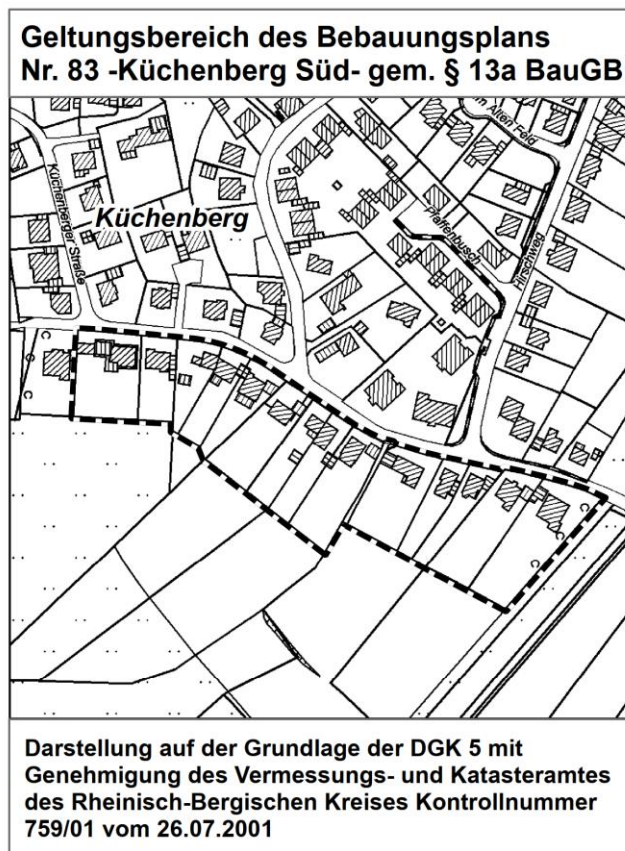 Geltungsbereich des Bebauungsplans
Nr. 83 -Küchenberg Süd- gem. § 13a BauGB
Alten Feld
Küchenberger Straße
Küchenberg
Pfaffenbusch
Hirschweg
Darstellung auf der Grundlage der DGK 5 mit
Genehmigung des Vermessungs- und Katasteramtes
des Rheinisch-Bergischen Kreises Kontrollnummer
759/01 vom 26.07.2001